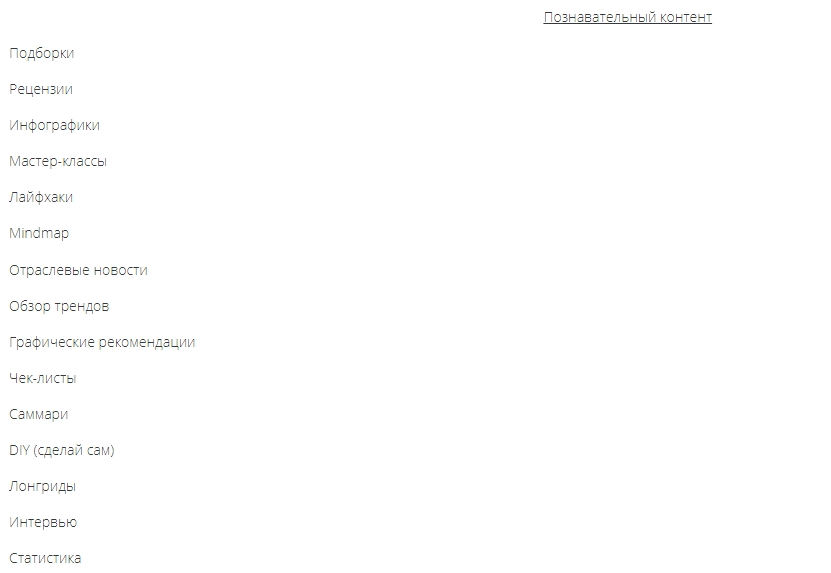 Познавательный контент
Подборки
Рецензии
Инфографики
Мастер-классы
Лайфхаки
Mindmap
Отраслевые новости
Обзор трендов
Графические рекомендации
Чек-листы
Саммари
DIY (сделай сам)
Лонгриды
Интервью
Статистика